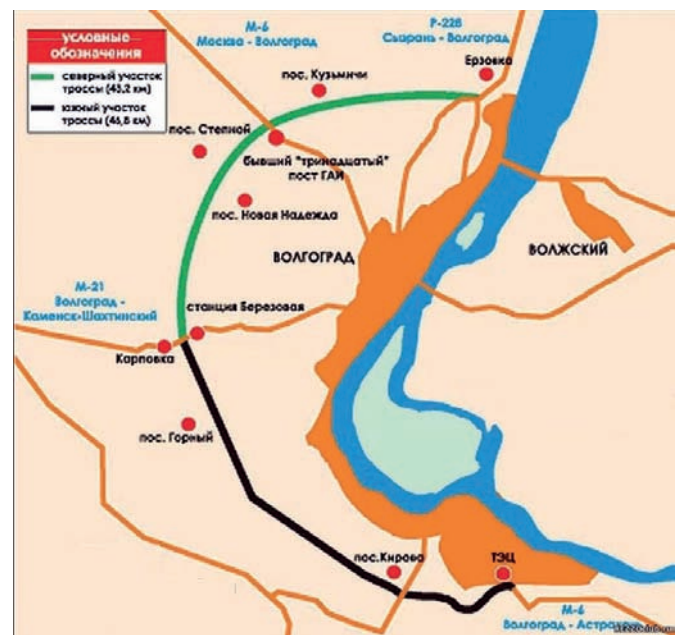 условные
обозначения
северный участок
трассы (45,2 км)
южный участок
трассы (46,8 км)
М-6
Москва - Волгоград
Р-228
Сызрань - Волгоград
Ерзовка
пос. Кузьмичи
пос. Степной
бывший "тринадцатый"
пост ГАИ
пос. Новая Надежда
ВОЛГОГРАД
ВОЛЖСКИЙ
М-21
Волгоград -
Каменск-Шахтинский
станция Березовая
Карповка
пос. Горный
пос.Кирова
ТЭЦ
М-6
Волгоград - Астрахань